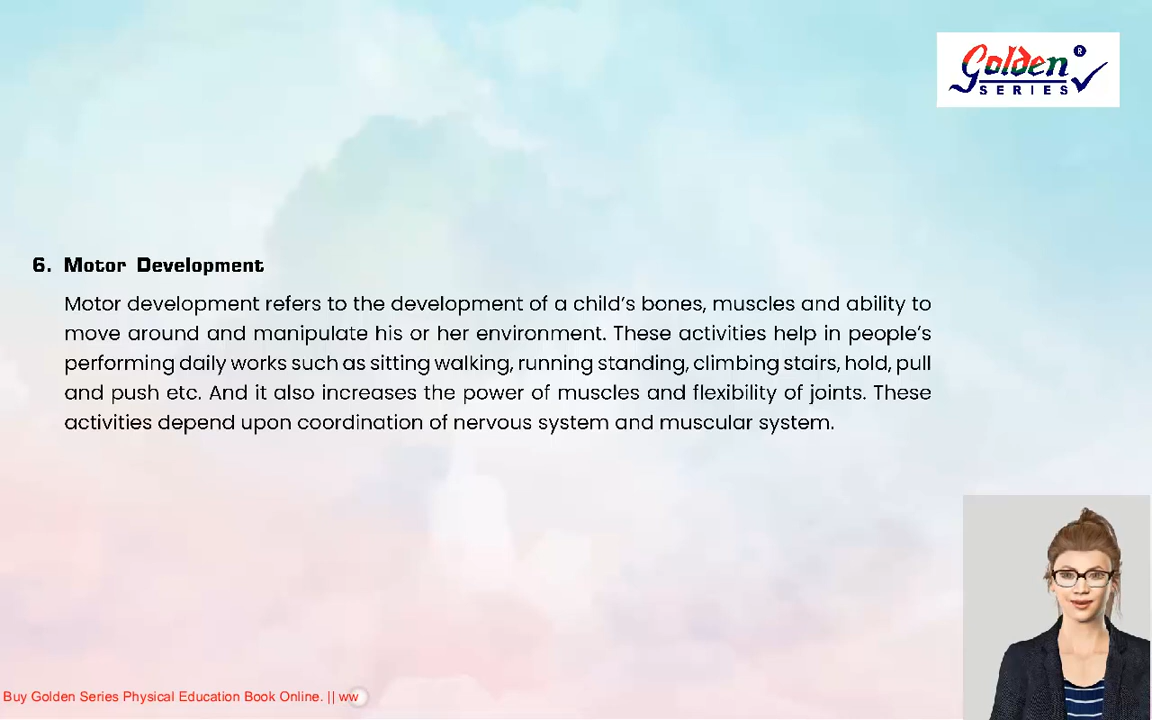 Golden ®
SERIES
6. Motor Development
Motor development refers to the development of a child's bones, muscles and ability to
move around and manipulate his or her environment. These activities help in people's
performing daily works such as sitting walking, running standing, climbing stairs, hold, pull
and push etc. And it also increases the power of muscles and flexibility of joints. These
activities depend upon coordination of nervous system and muscular system.
Buy Golden Series Physical Education Book Online. || ww